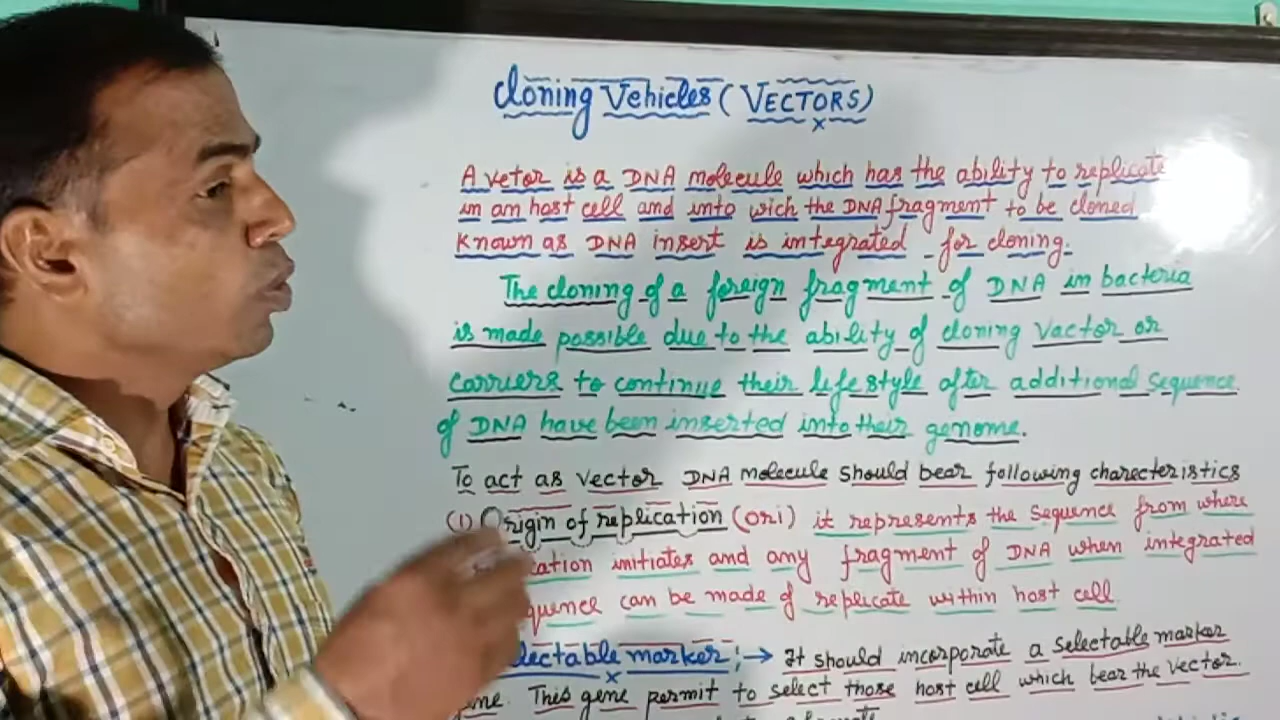 Cloning Vehicles (VECTORS)
A vetor is a DNA molecule which has the ability to replicate
in an host cell and into wich the DNA fragment to be cloned
Known as DNA insert is integrated for cloning.
The cloning of a foreign fragment of DNA in bacteria
is made possible due to the ability of cloning Vactor or
carriers to continue their life style after additional sequence
of DNA have been inserted into their genome.
To act as vector DNA molecule should bear following characteristics
(1) Origin of replication (ori) it represents the sequence from where
cation initiates and any fragment of DNA when integrated
quence can be made of replicate within host cell
lectable marker; → It should incorporate a selectable marker
gene. This gene permit to select those host cell which bear the vector.